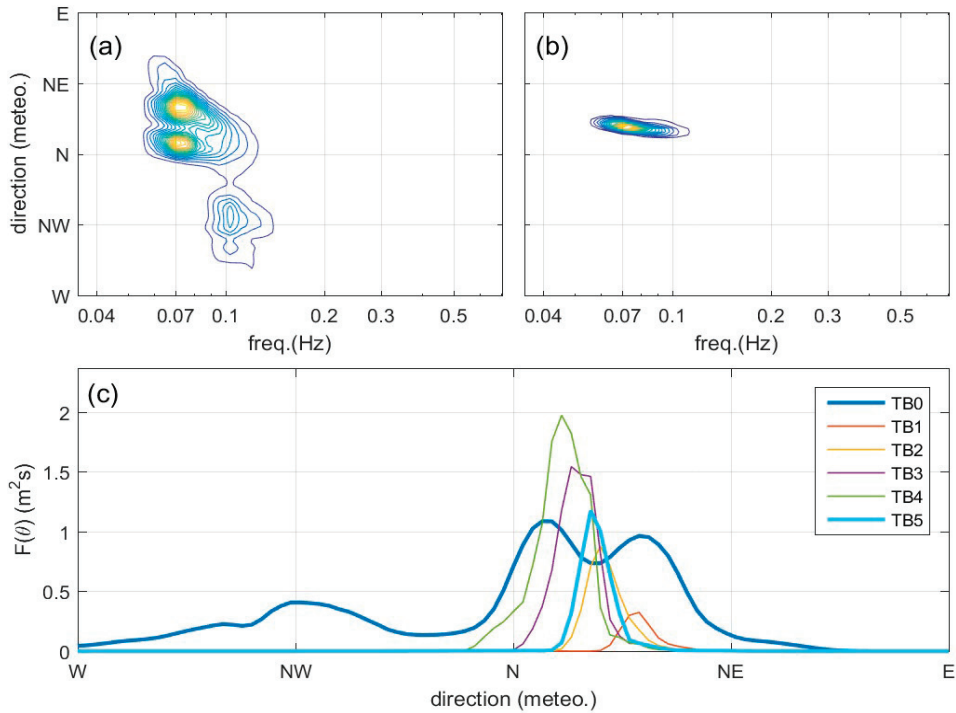 (a)
E
NE
N
NW
W
direction (meteo.)
0.04 0.07 0.1 0.2 0.3 0.5
freq.(Hz)
(b)
0.04 0.07 0.1 0.2 0.3 0.5
freq.(Hz)
(c)
2
1.5
1
0.5
0
F(θ) (m²s)
W NW N NE E
direction (meteo.)
TB0
TB1
TB2
TB3
TB4
TB5